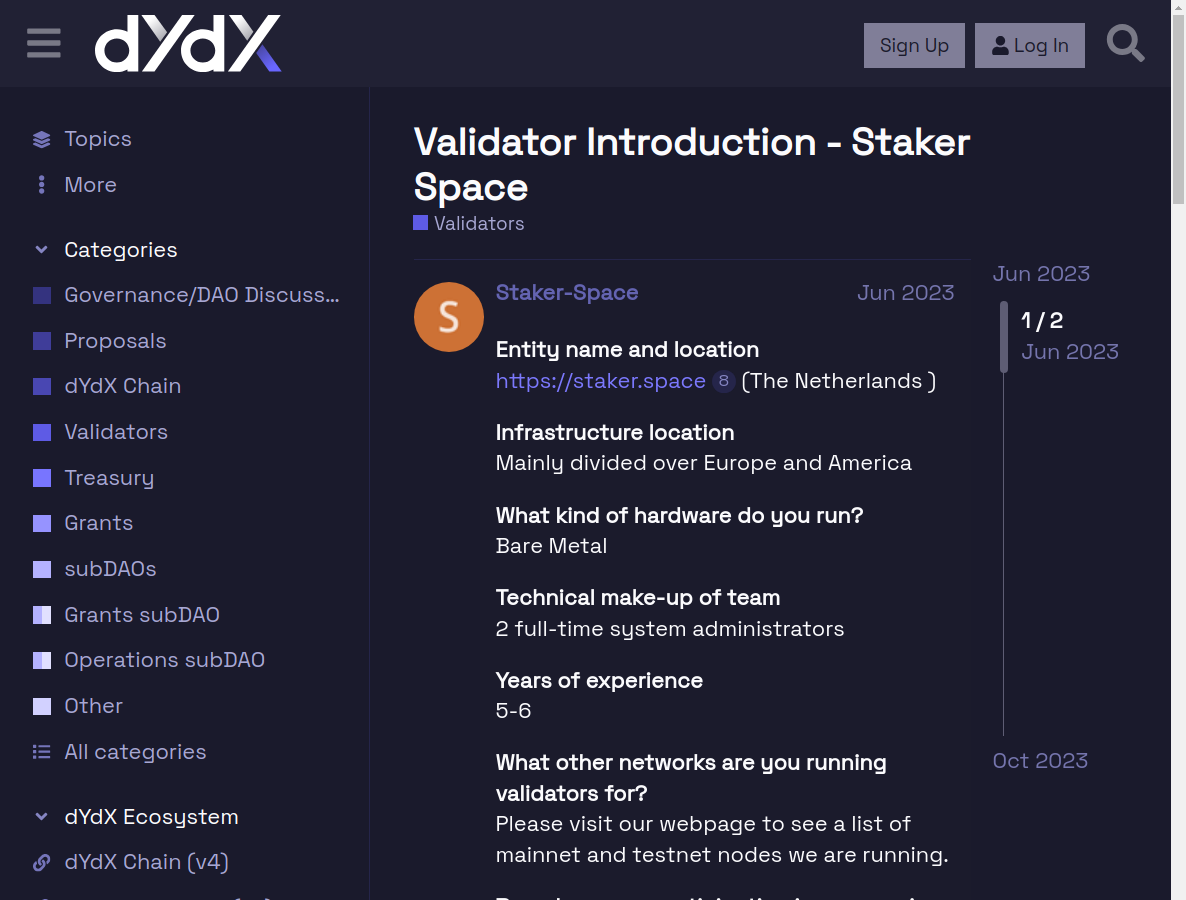 dYdX
Sign Up
Log In
Topics
More
Categories
Governance/DAO Discuss...
Proposals
dYdX Chain
Validators
Treasury
Grants
subDAOs
Grants subDAO
Operations subDAO
Other
All categories
dYdX Ecosystem
dYdX Chain (v4)
Validator Introduction - Staker
Space
Validators
S
Staker-Space
Jun 2023
Entity name and location
https://staker.space 8 (The Netherlands )
Infrastructure location
Mainly divided over Europe and America
What kind of hardware do you run?
Bare Metal
Technical make-up of team
2 full-time system administrators
Years of experience
5-6
What other networks are you running
validators for?
Please visit our webpage to see a list of
mainnet and testnet nodes we are running.
Jun 2023
1 / 2
Jun 2023
Oct 2023